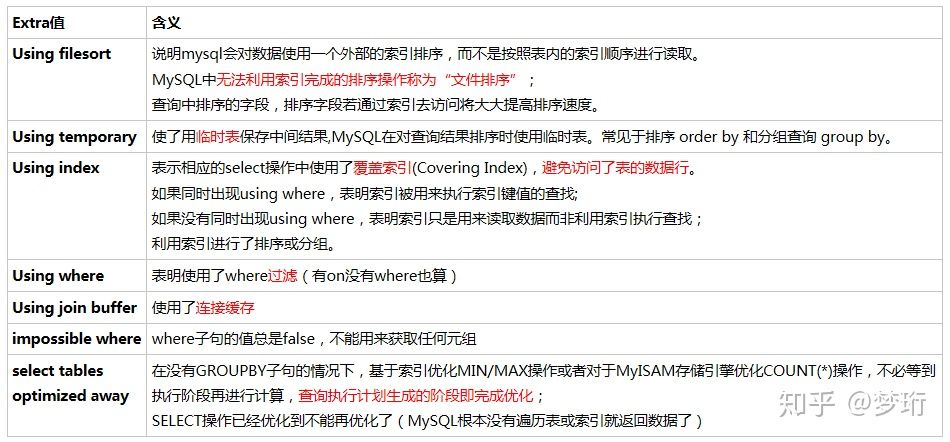 Extra值 含义
Using filesort 说明mysql会对数据使用一个外部的索引排序，而不是按照表内的索引顺序进行读取。
MySQL中无法利用索引完成的排序操作称为“文件排序”；
查询中排序的字段，排序字段若通过索引去访问将大大提高排序速度。
Using temporary 使了用临时表保存中间结果,MySQL在对查询结果排序时使用临时表。常见于排序 order by 和分组查询 group by。
Using index 表示相应的select操作中使用了覆盖索引(Covering Index)，避免访问了表的数据行。
如果同时出现using where，表明索引被用来执行索引键值的查找;
如果没有同时出现using where，表明索引只是用来读取数据而非利用索引执行查找；
利用索引进行了排序或分组。
Using where 表明使用了where过滤（有on没有where也算）
Using join buffer 使用了连接缓存
impossible where where子句的值总是false，不能用来获取任何元组
select tables 在没有GROUPBY子句的情况下，基于索引优化MIN/MAX操作或者对于MyISAM存储引擎优化COUNT(*)操作，不必等到
optimized away 执行阶段再进行计算，查询执行计划生成的阶段即完成优化；
SELECT操作已经优化到不能再优化了（MySQL根本没有遍历表或索引就返回数据了）
知乎 @梦珩